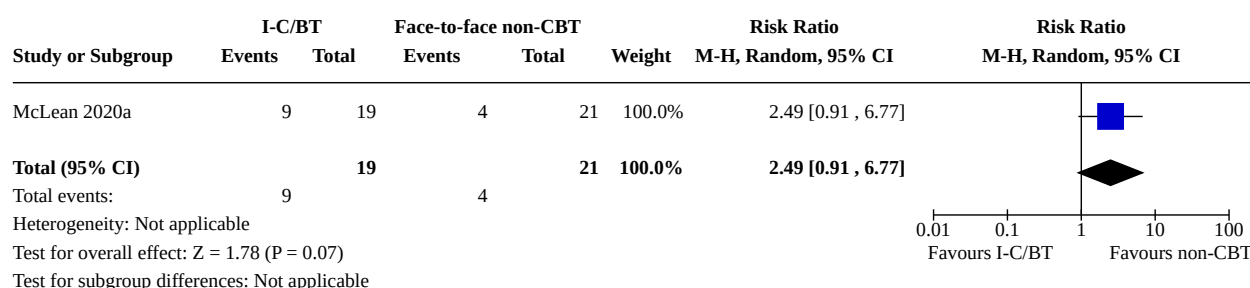 I-C/BT Face-to-face non-CBT Risk Ratio Risk Ratio
Study or Subgroup Events Total Events Total Weight M-H, Random, 95% CI M-H, Random, 95% CI
McLean 2020a 9 19 4 21 100.0% 2.49 [0.91 , 6.77]
Total (95% CI) 19 21 100.0% 2.49 [0.91 , 6.77]
Total events: 9 4
Heterogeneity: Not applicable
0.01 0.1 1 10 100
Test for overall effect: Z = 1.78 (P = 0.07)
Favours I-C/BT Favours non-CBT
Test for subgroup differences: Not applicable